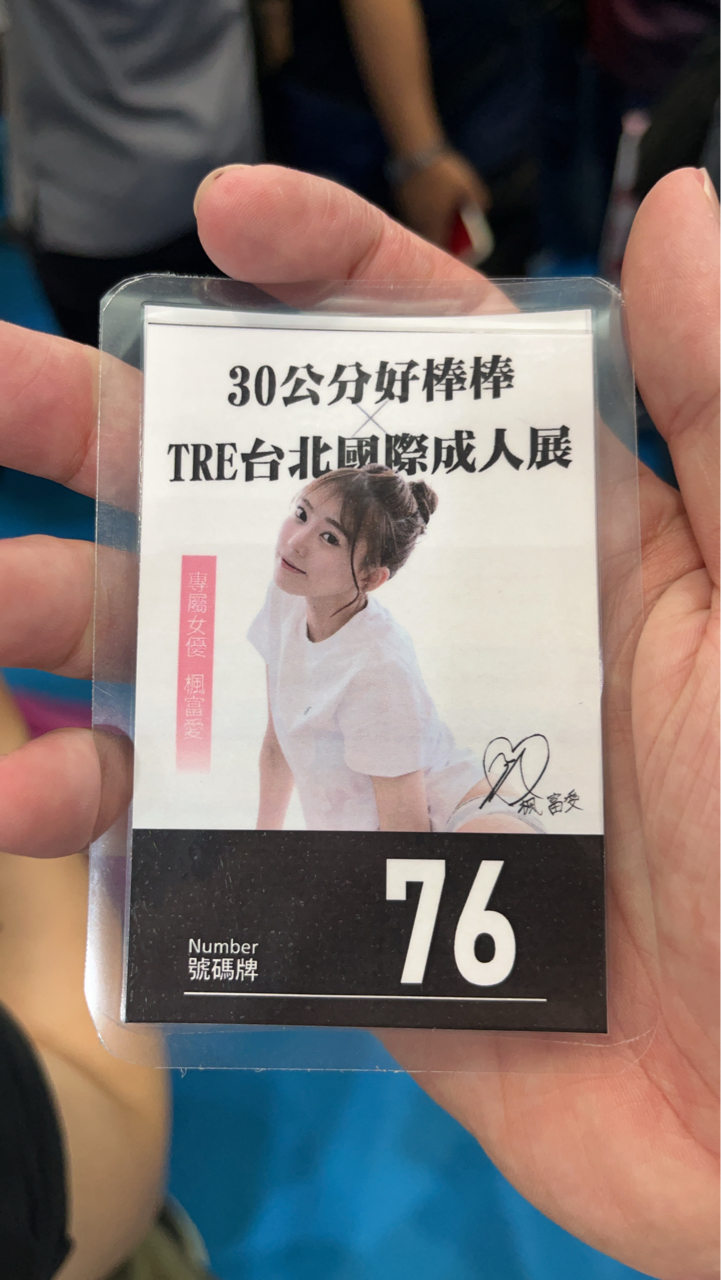 30公分好棒棒
×
TRE台北國際成人展
專屬女優 楓富愛
楓富愛
76
Number
號碼牌